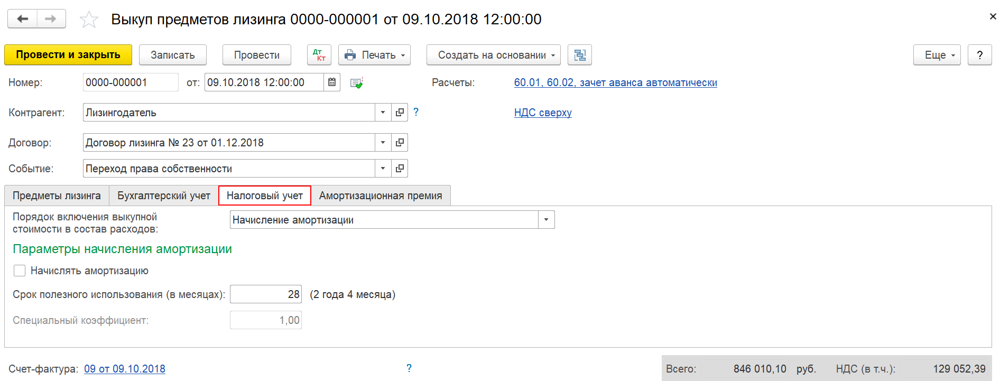 Выкуп предметов лизинга 0000-000001 от 09.10.2018 12:00:00
Провести и закрыть Записать Провести Дт Кт Печать Создать на основании Еще ?
Номер: 0000-000001 от: 09.10.2018 12:00:00 Расчеты: 60.01, 60.02, зачет аванса автоматически
Контрагент: Лизингодатель ? НДС сверху
Договор: Договор лизинга № 23 от 01.12.2018
Событие: Переход права собственности
Предметы лизинга Бухгалтерский учет Налоговый учет Амортизационная премия
Порядок включения выкупной
стоимости в состав расходов: Начисление амортизации
Параметры начисления амортизации
Начислять амортизацию
Срок полезного использования (в месяцах): 28 (2 года 4 месяца)
Специальный коэффициент: 1,00
Счет-фактура: 09 от 09.10.2018 ? Всего: 846 010,10 руб. НДС (в т.ч.): 129 052,39